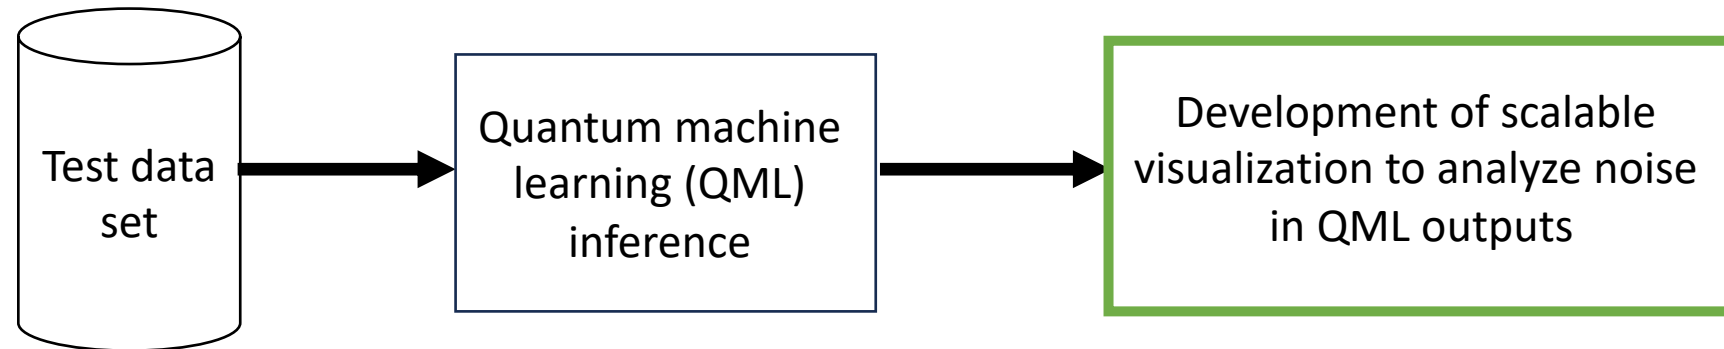 Test data
set
Quantum machine
learning (QML)
inference
Development of scalable
visualization to analyze noise
in QML outputs